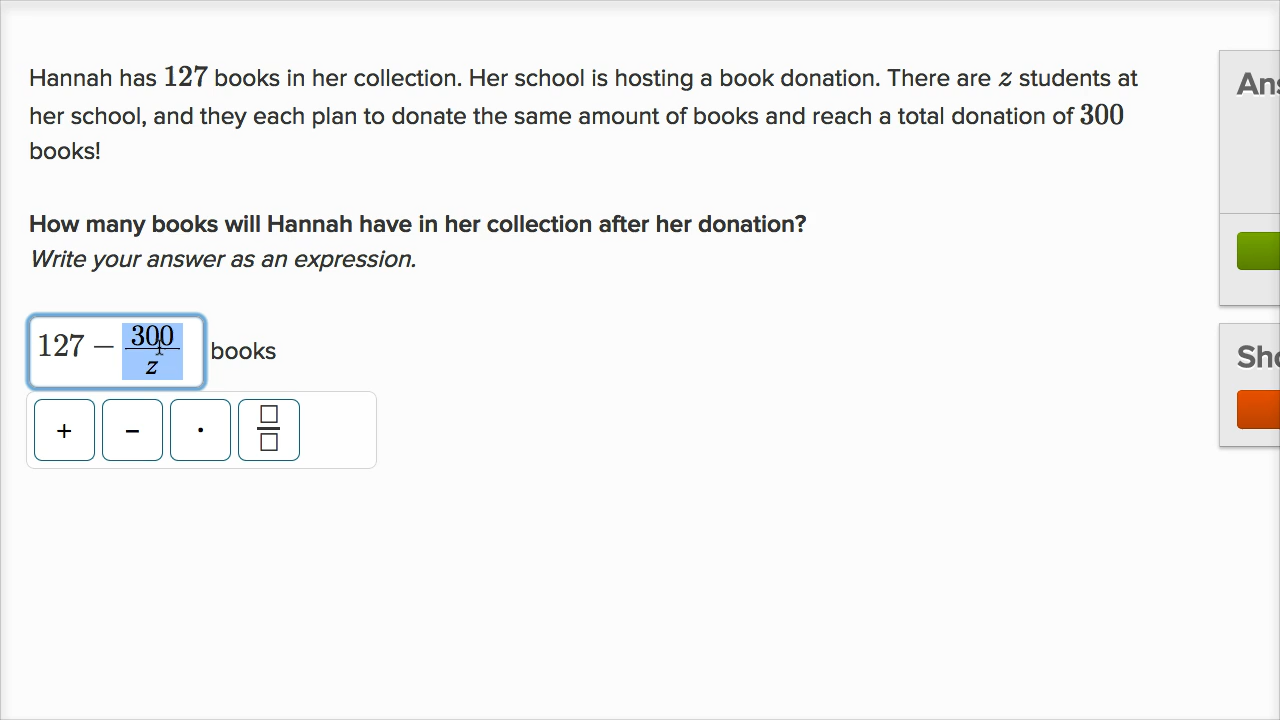 Hannah has 127 books in her collection. Her school is hosting a book donation. There are z students at
her school, and they each plan to donate the same amount of books and reach a total donation of 300
books!
How many books will Hannah have in her collection after her donation?
Write your answer as an expression.
127 − 300/z books
+ − ·